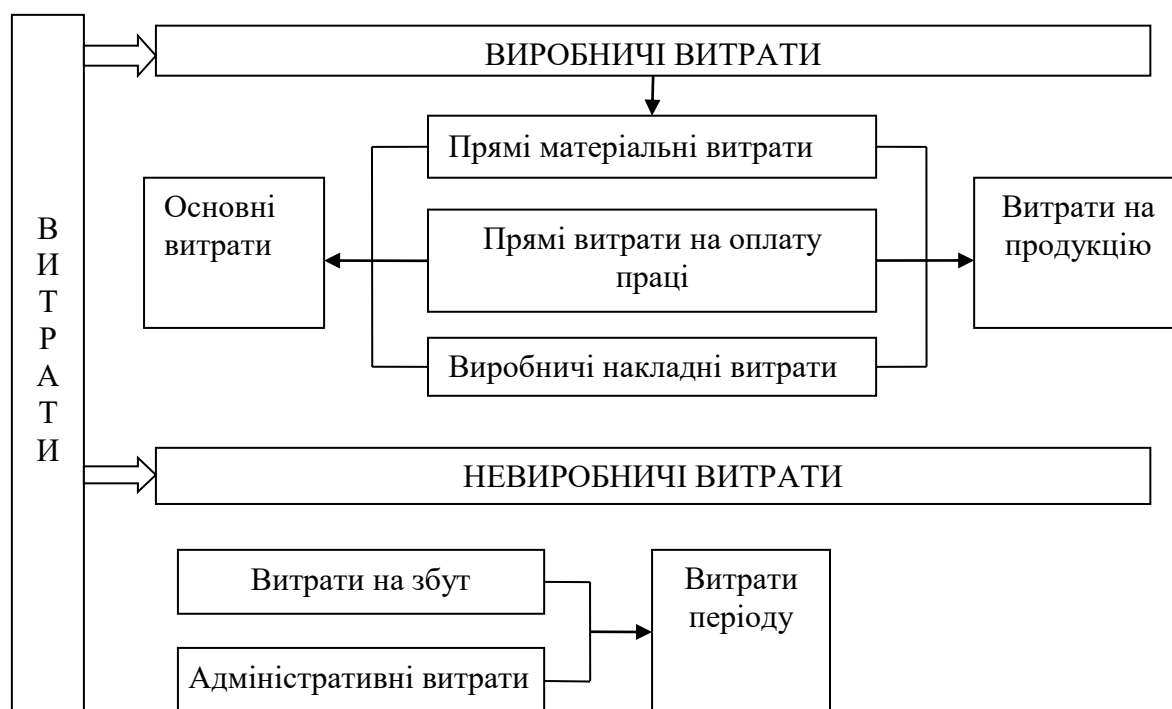 ВИТРАТИ
ВИРОБНИЧІ ВИТРАТИ
Прямі матеріальні витрати
Основні
витрати
Прямі витрати на оплату
праці
Витрати на
продукцію
Виробничі накладні витрати
НЕВИРОБНИЧІ ВИТРАТИ
Витрати на збут
Витрати
періоду
Адміністративні витрати